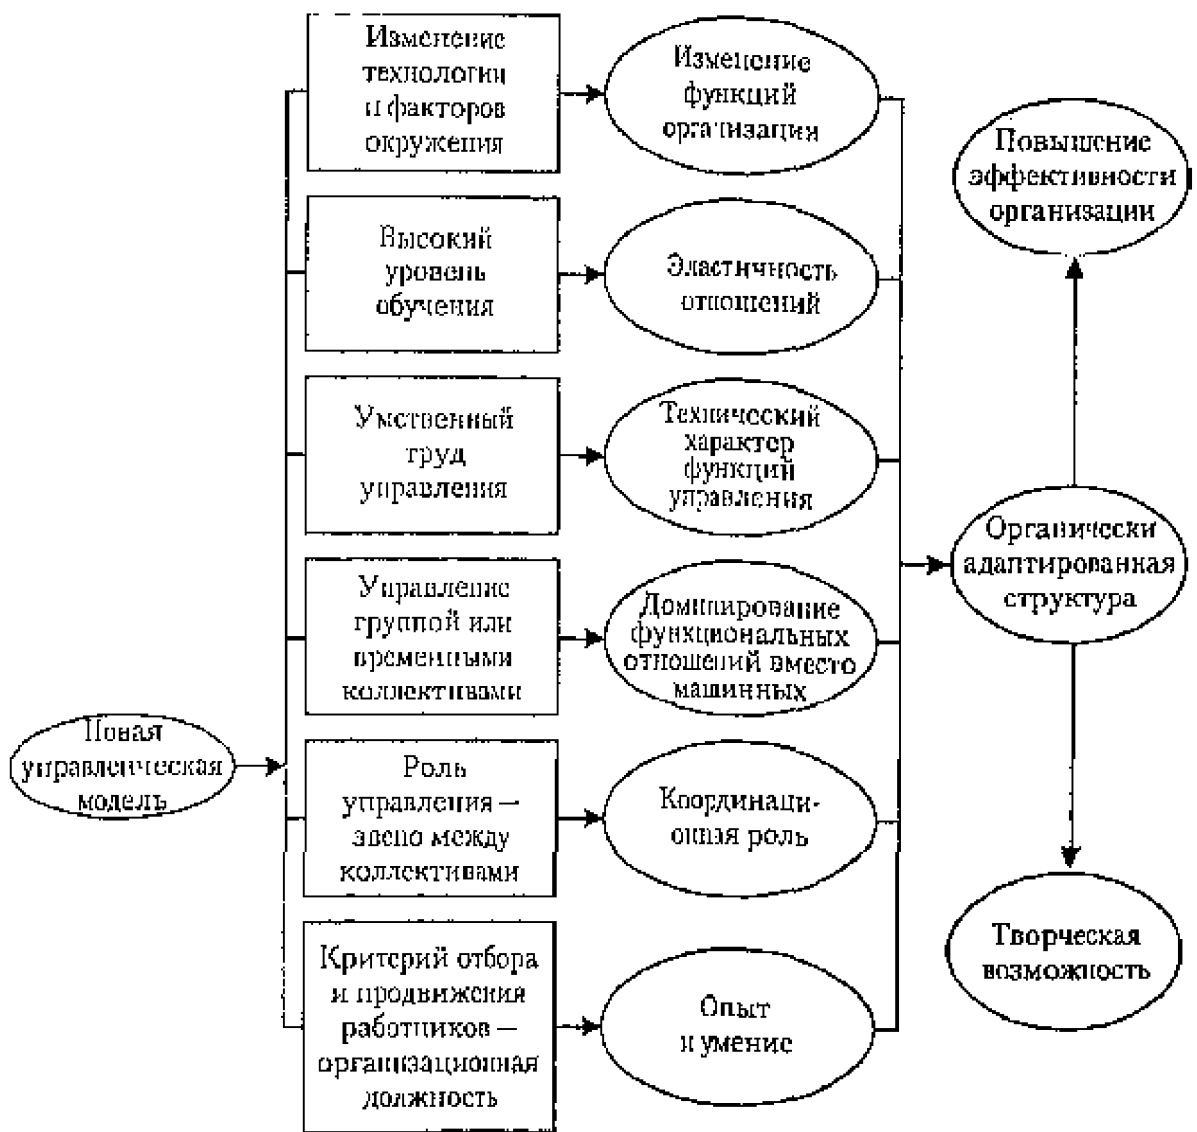 Изменение
технологии
и факторов
окружения
Изменение
функций
организация
Повышение
эффективности
организации
Высокий
уровень
обучения
Эластичность
отношений
Умственный
труд
управления
Технический
характер
функций
управления
Органически
адаптированная
структура
Управление
группой или
временными
коллективами
Доминирование
функциональных
отношений вместо
машинных
Новая
управленческая
модель
Роль
управления –
звено между
коллективами
Координаци-
онная роль
Критерий отбора
и продвижения
работников –
организационная
должность
Опыт
и умение
Творческая
возможность